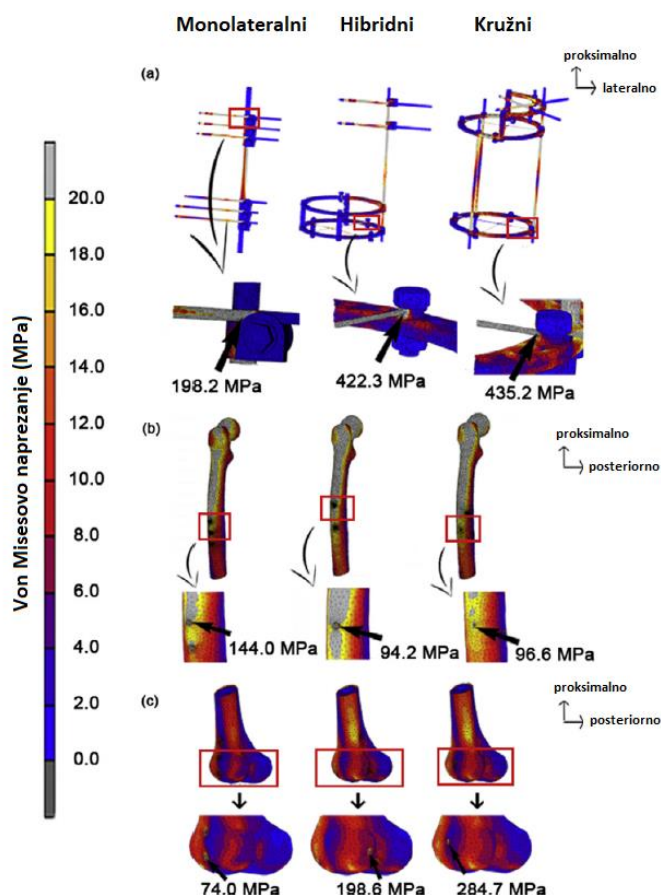 Monolateralni Hibridni Kružni
(a)
proksimalno
lateralno
Von Misesovo naprezanje (MPa)
20.0
18.0
16.0
14.0
12.0
10.0
8.0
6.0
4.0
2.0
0.0
198.2 MPa
422.3 MPa
435.2 MPa
(b)
proksimalno
posteriorno
144.0 MPa
94.2 MPa
96.6 MPa
(c)
proksimalno
posteriorno
74.0 MPa
198.6 MPa
284.7 MPa